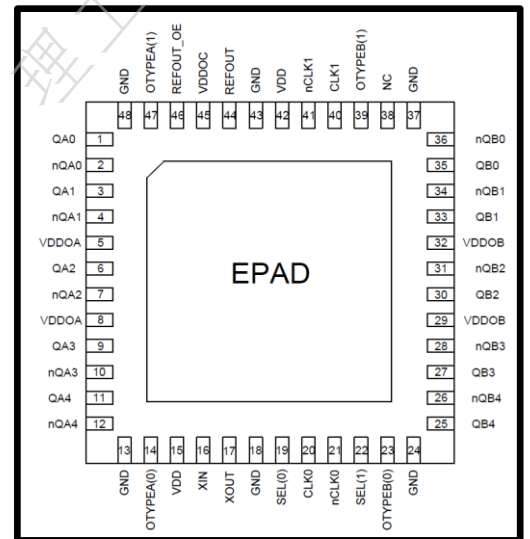 理工
GND
OTYPEA(1)
REFOUT_OE
VDDOC
REFOUT
GND
VDD
nCLK1
CLK1
OTYPEB(1)
NC
GND
48 47 46 45 44 43 42 41 40 39 38 37
QA0 1
nQA0 2
QA1 3
nQA1 4
VDDOA 5
QA2 6
nQA2 7
VDDOA 8
QA3 9
nQA3 10
QA4 11
nQA4 12
EPAD
36 nQB0
35 QB0
34 nQB1
33 QB1
32 VDDOB
31 nQB2
30 QB2
29 VDDOB
28 nQB3
27 QB3
26 nQB4
25 QB4
13 14 15 16 17 18 19 20 21 22 23 24
GND
OTYPEA(0)
VDD
XIN
XOUT
GND
SEL(0)
CLK0
nCLK0
SEL(1)
OTYPEB(0)
GND